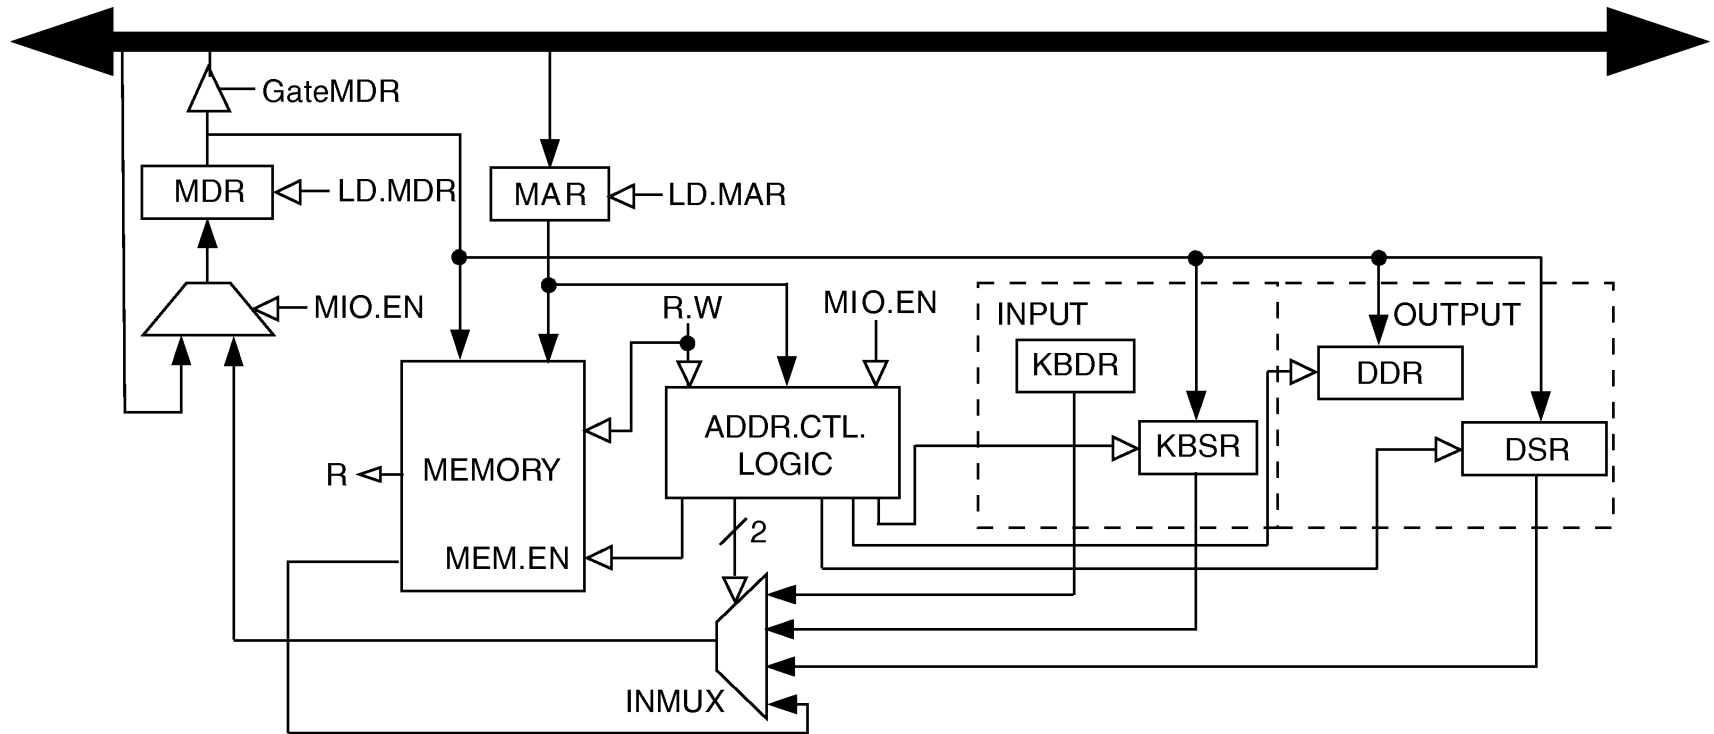 GateMDR
MDR
LD.MDR
MAR
LD.MAR
MIO.EN
R.W
MIO.EN
INPUT
OUTPUT
KBDR
DDR
ADDR.CTL.
LOGIC
KBSR
DSR
R
MEMORY
2
MEM.EN
INMUX